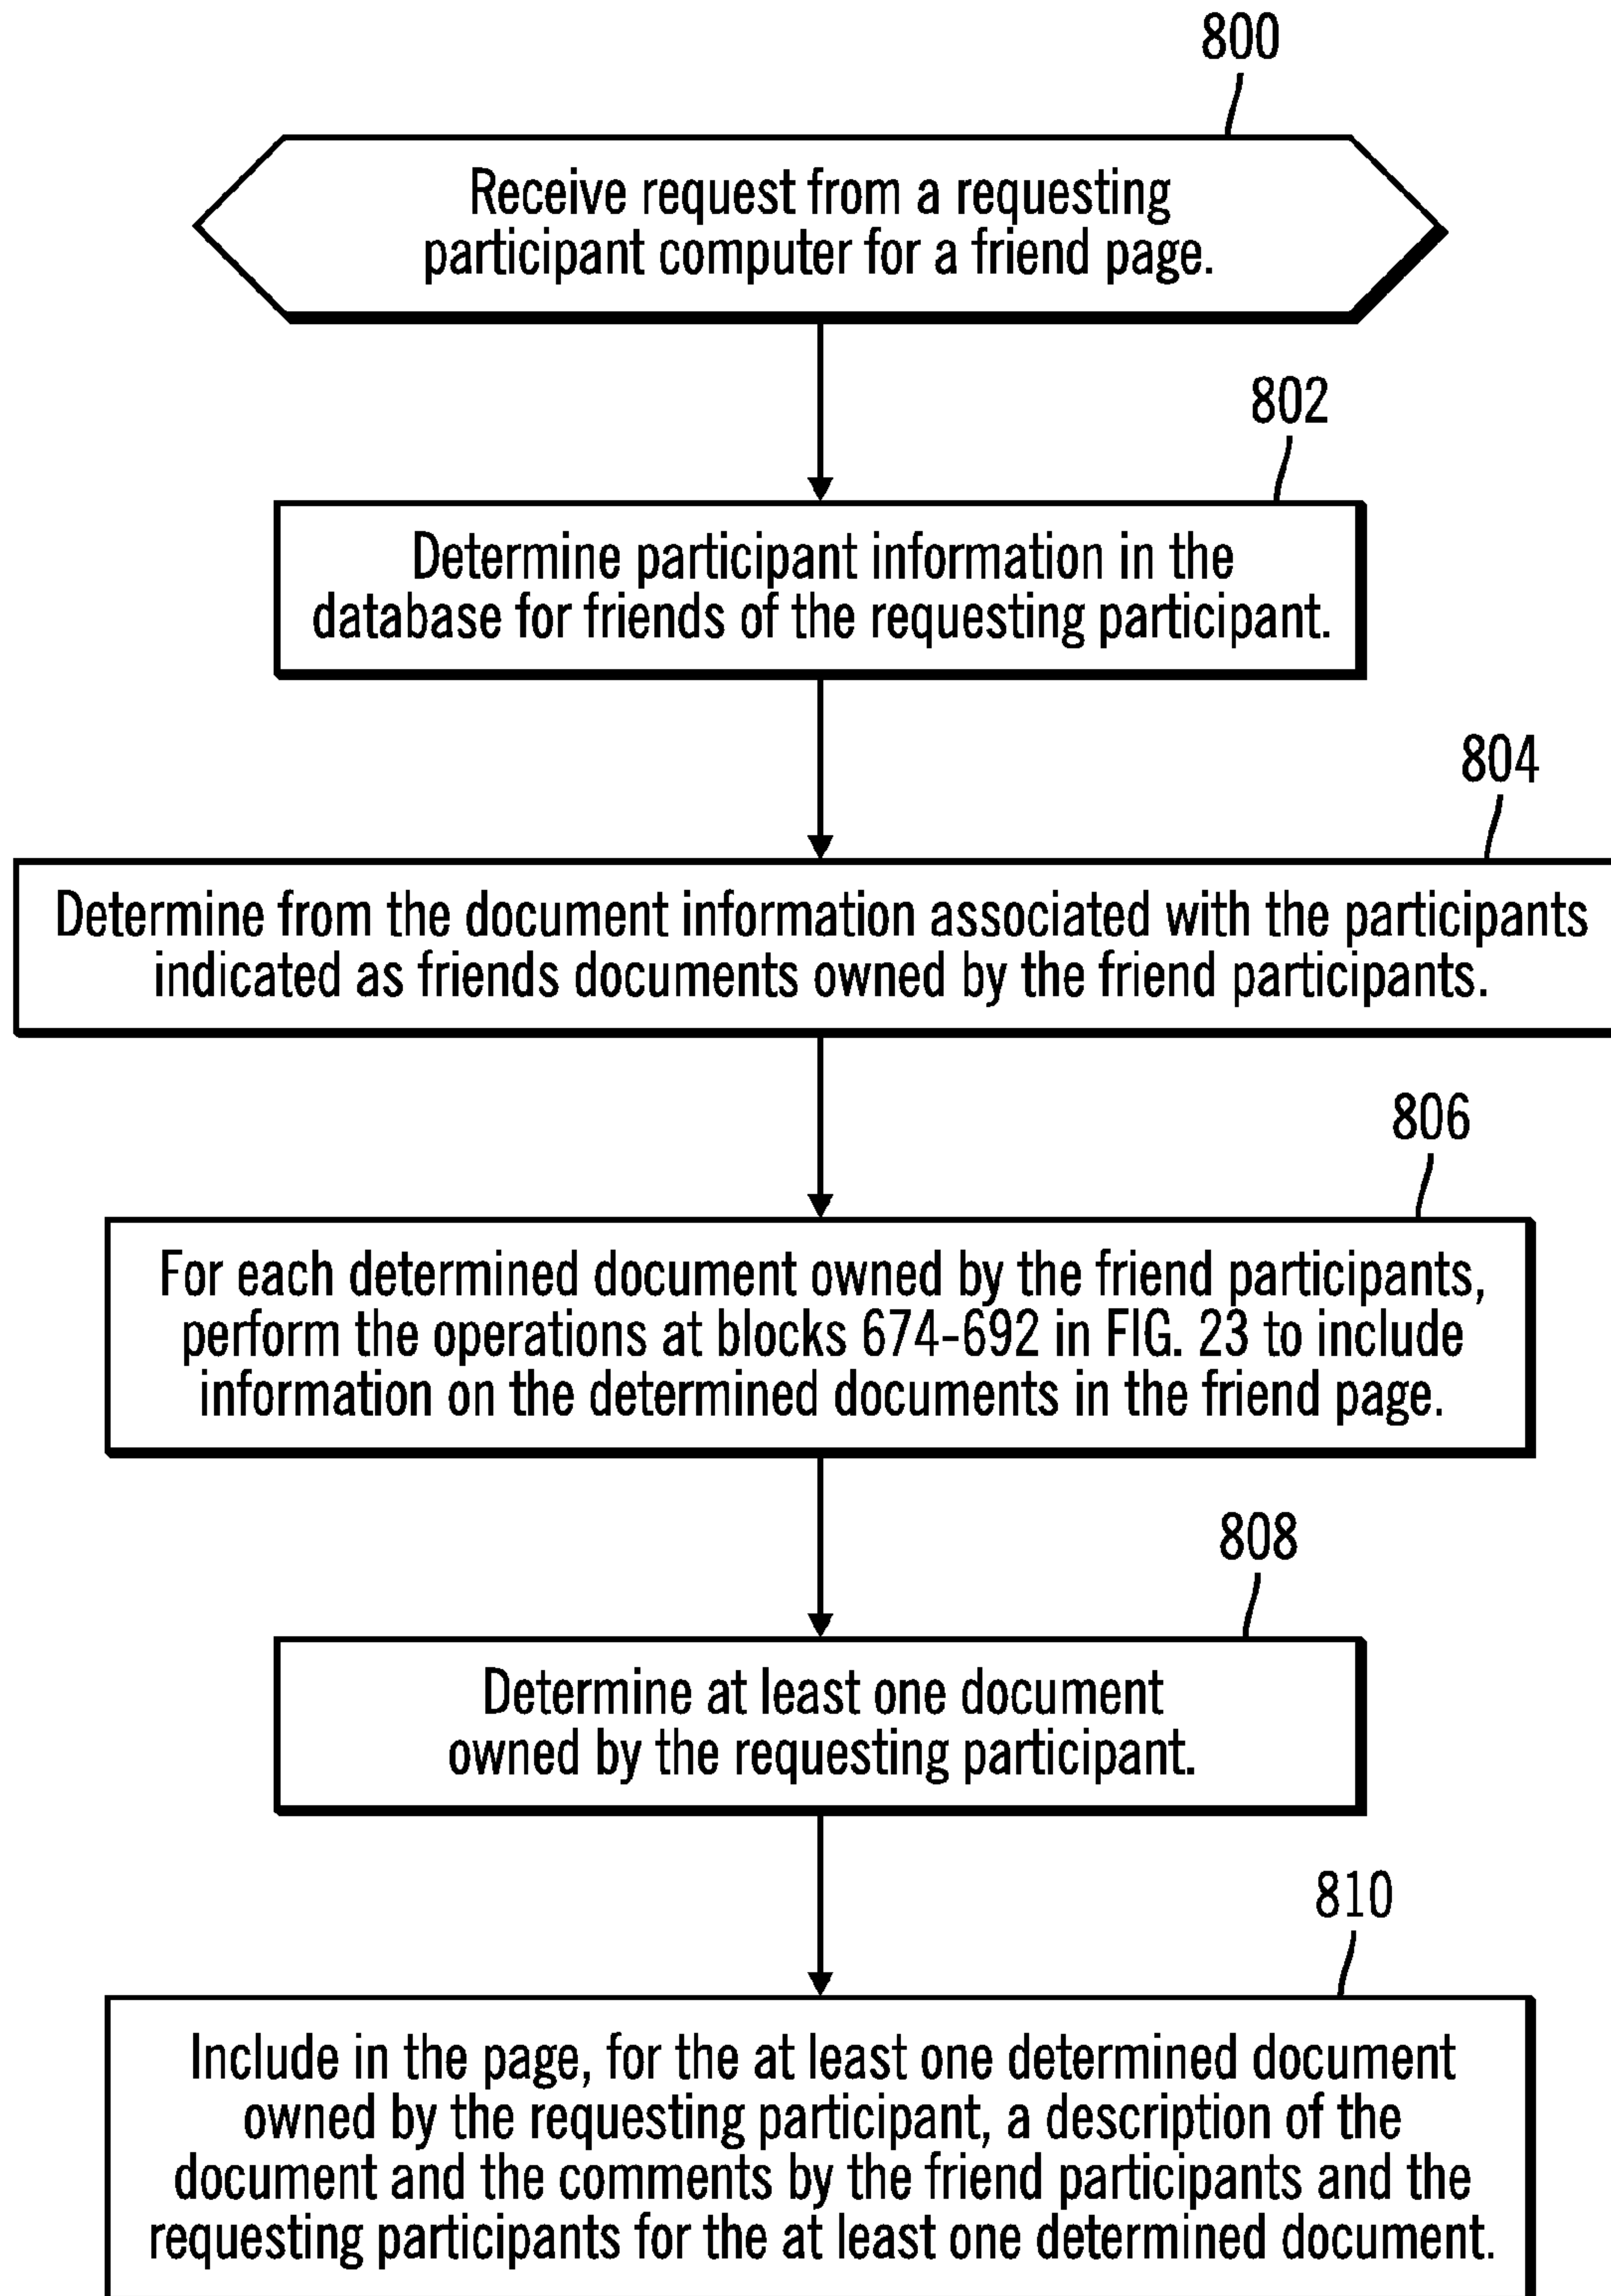 800
Receive request from a requesting
participant computer for a friend page.
802
Determine participant information in the
database for friends of the requesting participant.
804
Determine from the document information associated with the participants
indicated as friends documents owned by the friend participants.
806
For each determined document owned by the friend participants,
perform the operations at blocks 674-692 in FIG. 23 to include
information on the determined documents in the friend page.
808
Determine at least one document
owned by the requesting participant.
810
Include in the page, for the at least one determined document
owned by the requesting participant, a description of the
document and the comments by the friend participants and the
requesting participants for the at least one determined document.